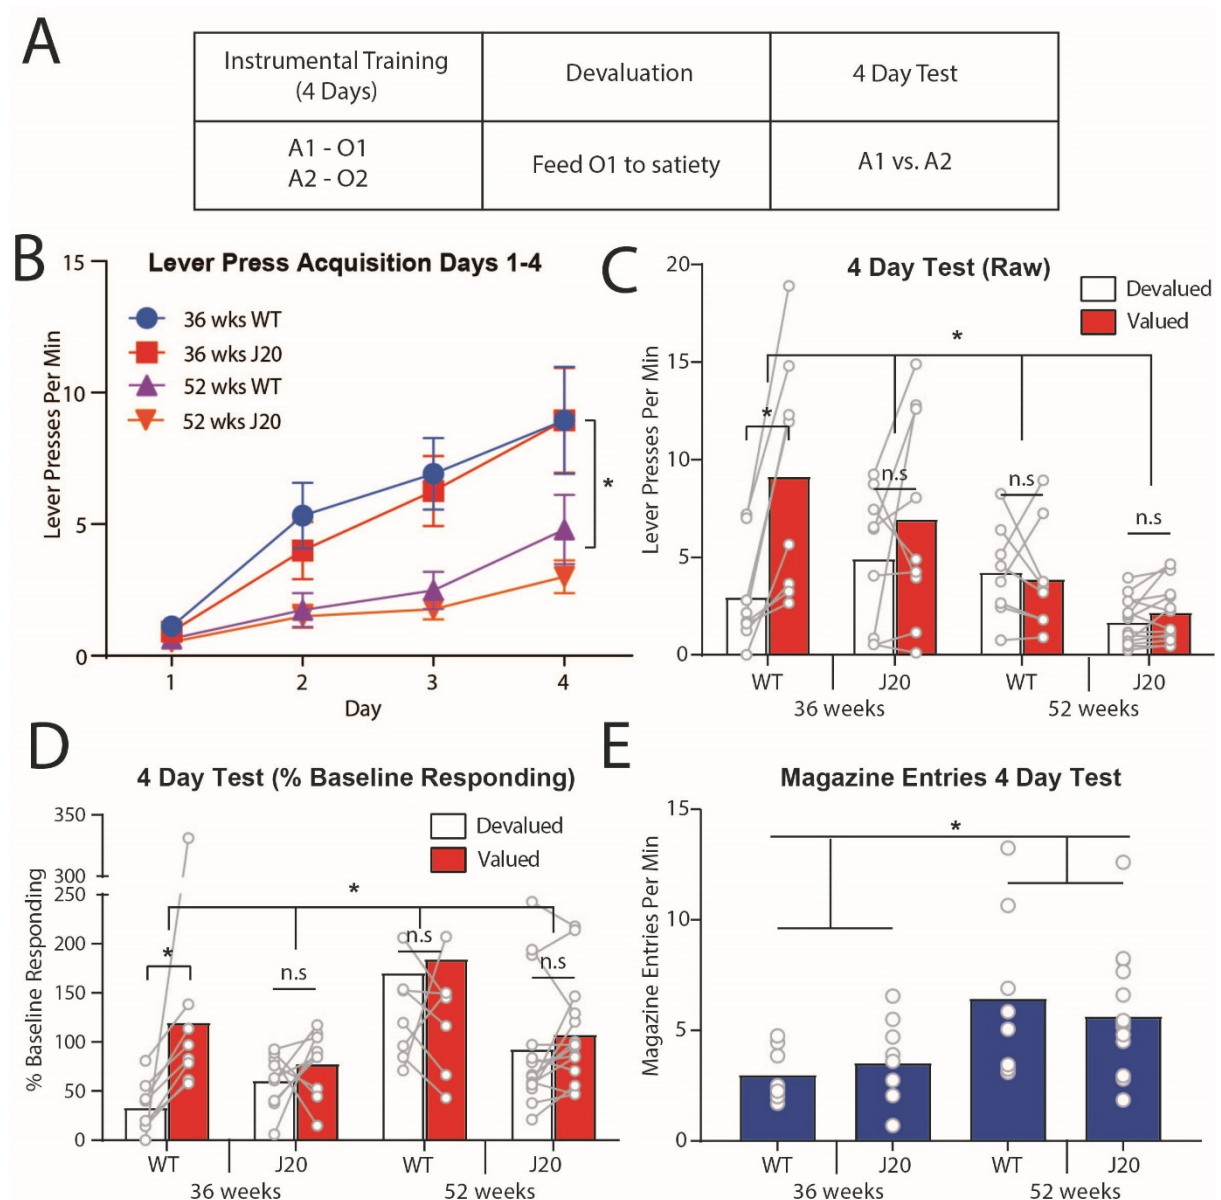 A
Instrumental Training
(4 Days)
Devaluation
4 Day Test
A1 - O1
A2 - O2
Feed O1 to satiety
A1 vs. A2
B
Lever Press Acquisition Days 1-4
15
10
5
0
Lever Presses Per Min
36 wks WT
36 wks J20
52 wks WT
52 wks J20
*
1 2 3 4
Day
C
4 Day Test (Raw)
Devalued
Valued
20
15
10
5
0
Lever Presses Per Min
*
*
n.s
n.s
n.s
WT J20 WT J20
36 weeks 52 weeks
D
4 Day Test (% Baseline Responding)
Devalued
Valued
350
300
250
200
150
100
50
0
% Baseline Responding
*
*
n.s
n.s
n.s
WT J20 WT J20
36 weeks 52 weeks
E
Magazine Entries 4 Day Test
15
10
5
0
Magazine Entries Per Min
*
WT J20 WT J20
36 weeks 52 weeks